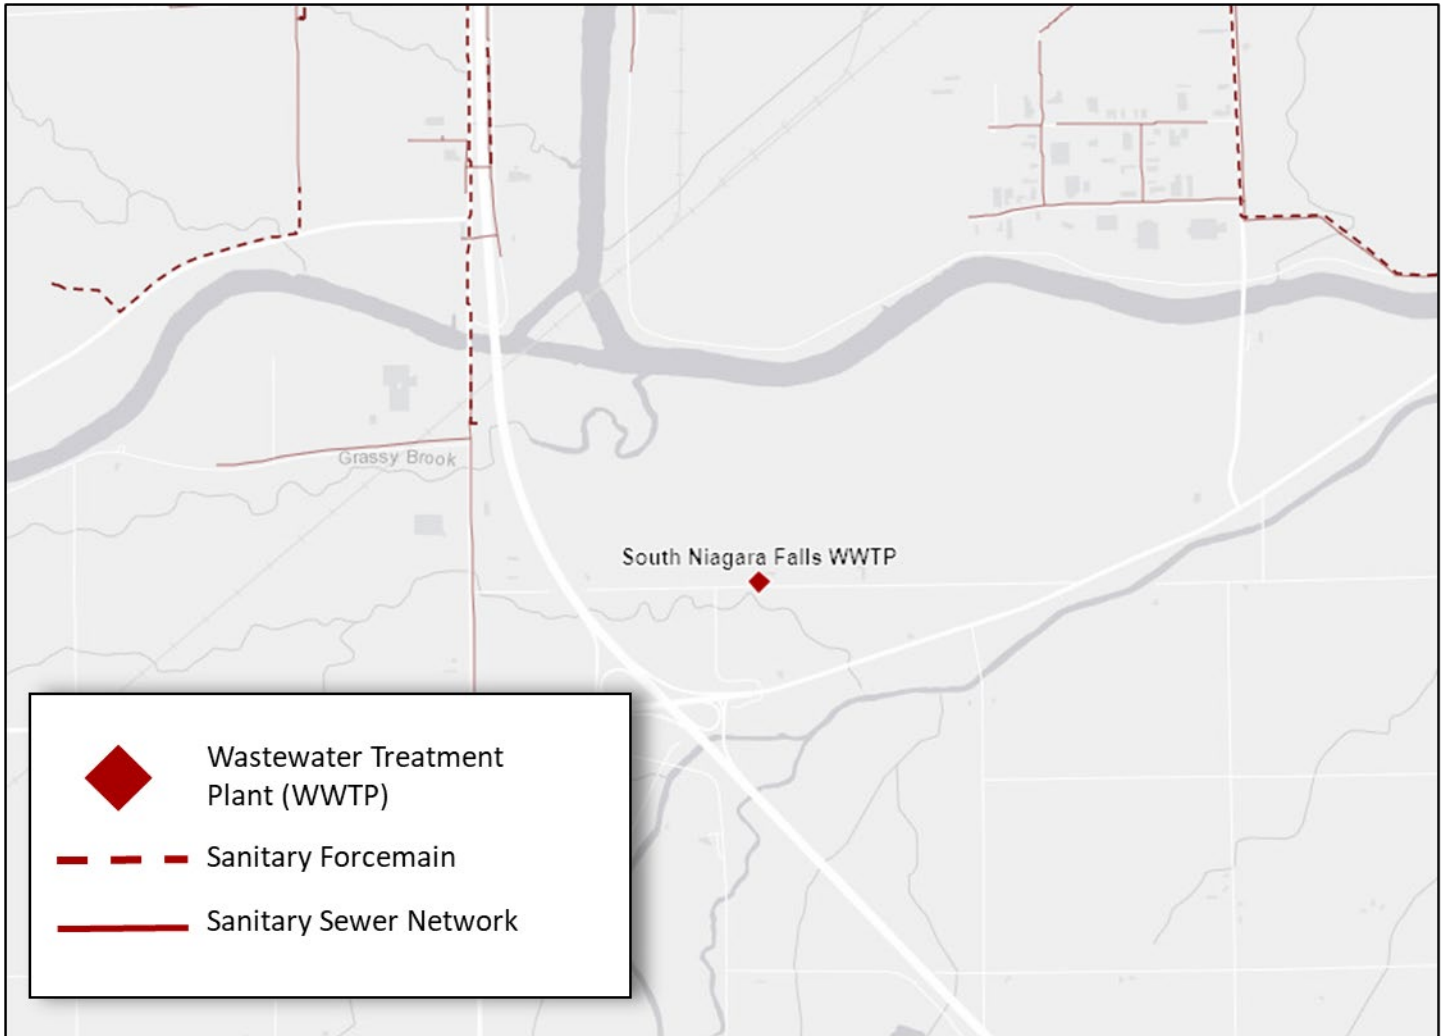 Grassy Brook
South Niagara Falls WWTP
Wastewater Treatment
Plant (WWTP)
Sanitary Forcemain
Sanitary Sewer Network